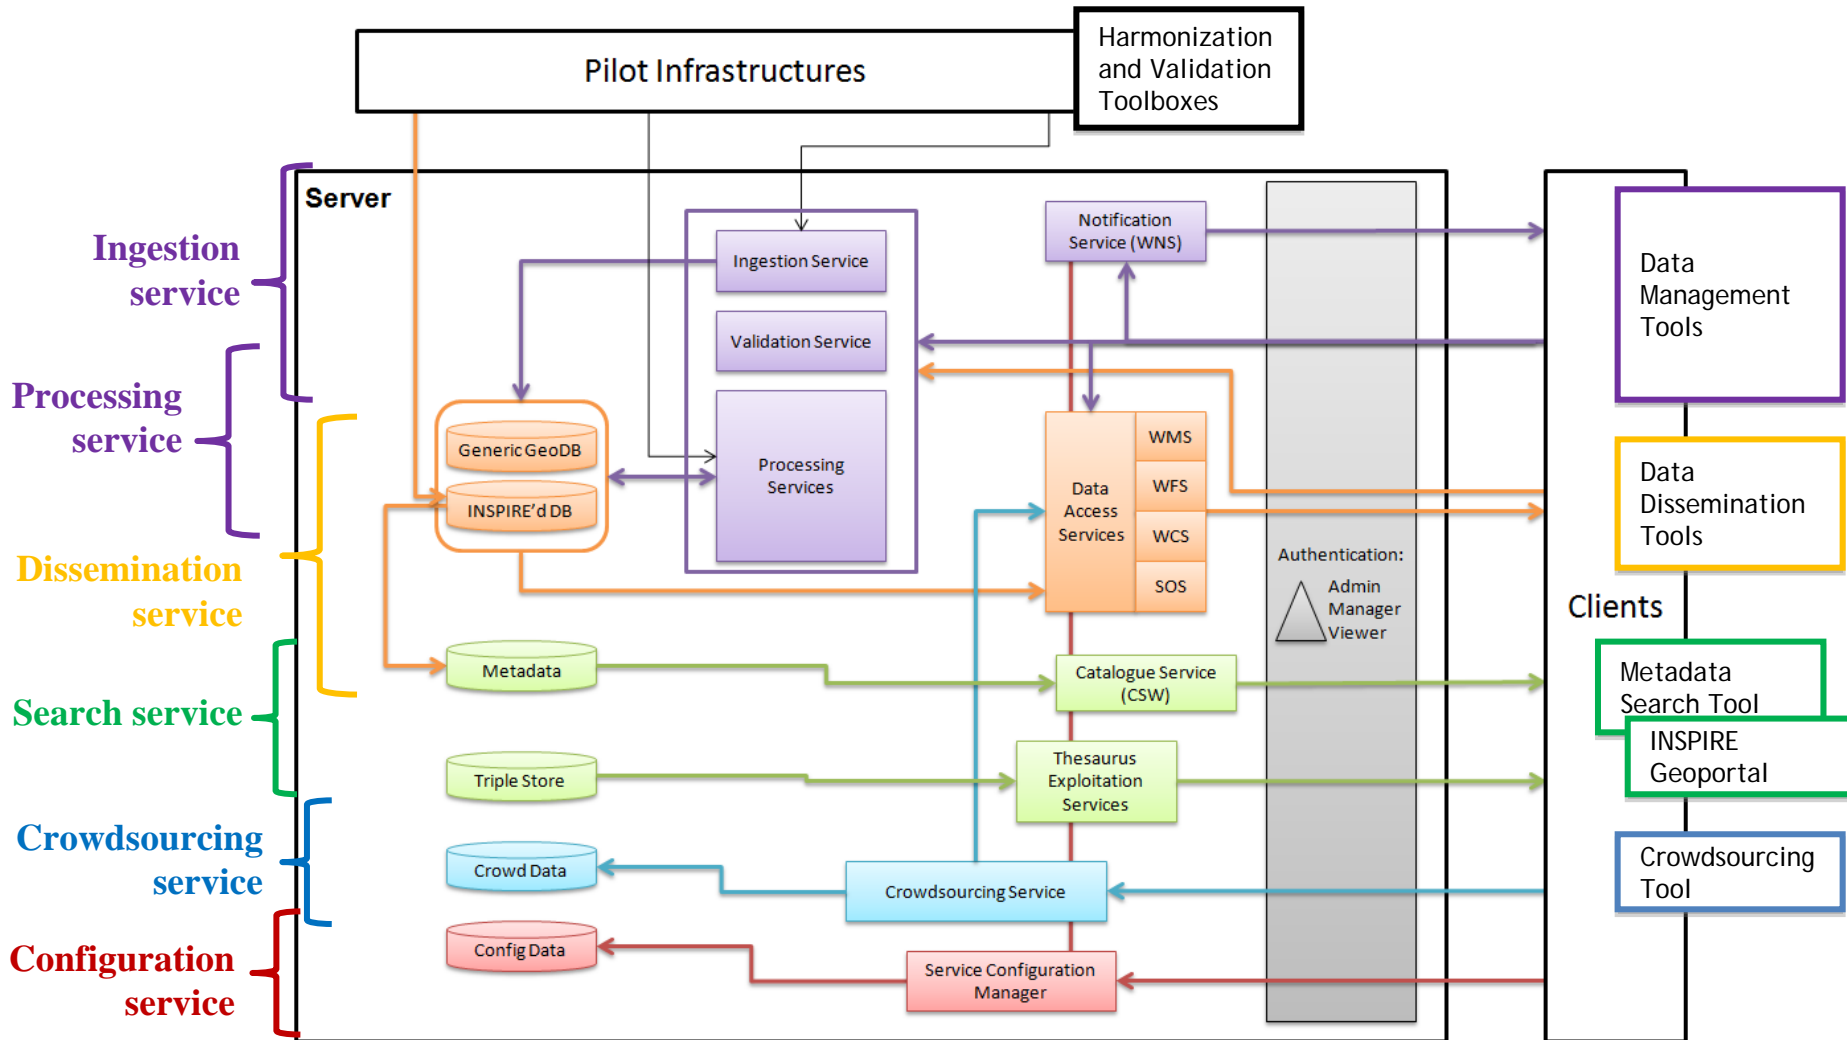 Pilot Infrastructures
Harmonization
and Validation
Toolboxes
Server
Ingestion
service
Processing
service
Dissemination
service
Search service
Crowdsourcing
service
Configuration
service
Ingestion Service
Validation Service
Processing
Services
Generic GeoDB
INSPIRE'd DB
Metadata
Triple Store
Crowd Data
Config Data
Notification
Service (WNS)
Data
Access
Services
WMS
WFS
WCS
SOS
Catalogue Service
(CSW)
Thesaurus
Exploitation
Services
Crowdsourcing Service
Service Configuration
Manager
Authentication:
Admin
Manager
Viewer
Clients
Data
Management
Tools
Data
Dissemination
Tools
Metadata
Search Tool
INSPIRE
Geoportal
Crowdsourcing
Tool